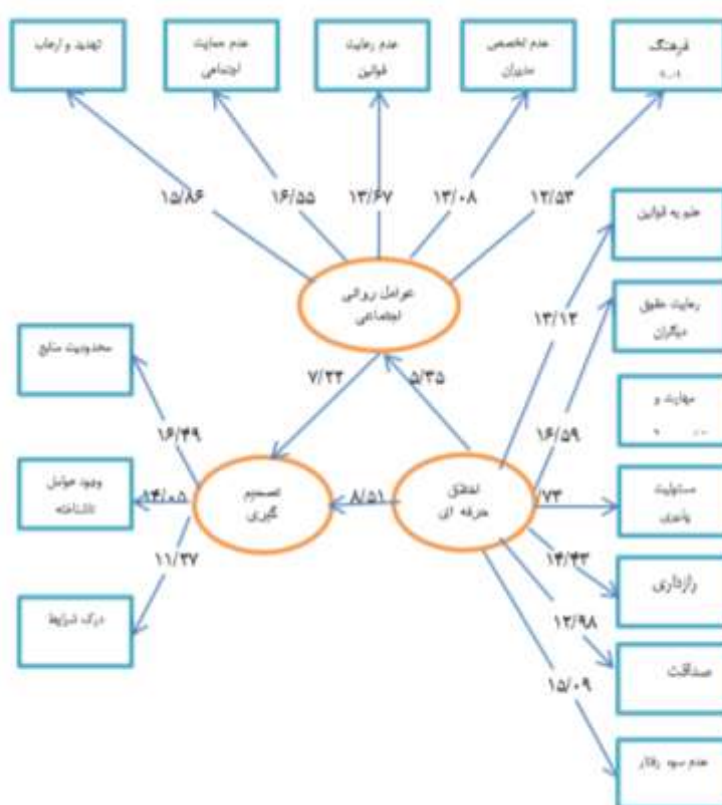 تهدید و ارعاب
عدم حمایت
اجتماعی
عدم رعایت
قوانین
عدم تخصص
مدیران
فرهنگ
۱۵/۸۶
۱۶/۵۵
۱۳/۶۷
۱۳/۰۸
۱۲/۵۳
علم به قوانین
عوامل روانی
اجتماعی
رعایت حقوق
دیگران
۱۳/۱۲
محدودیت منابع
۷/۲۲
۵/۳۵
مهارت و
۱۶/۴۹
۱۶/۵۹
وجود عوامل
ناشناخته
۱۴/۰۵
تصمیم
گیری
۸/۵۱
اخلاق
حرفه ای
/۷۳
مسئولیت
پذیری
۱۱/۳۷
۱۴/۴۳
رازداری
درک شرایط
۱۲/۹۸
صداقت
۱۵/۰۹
عدم سود رفتار